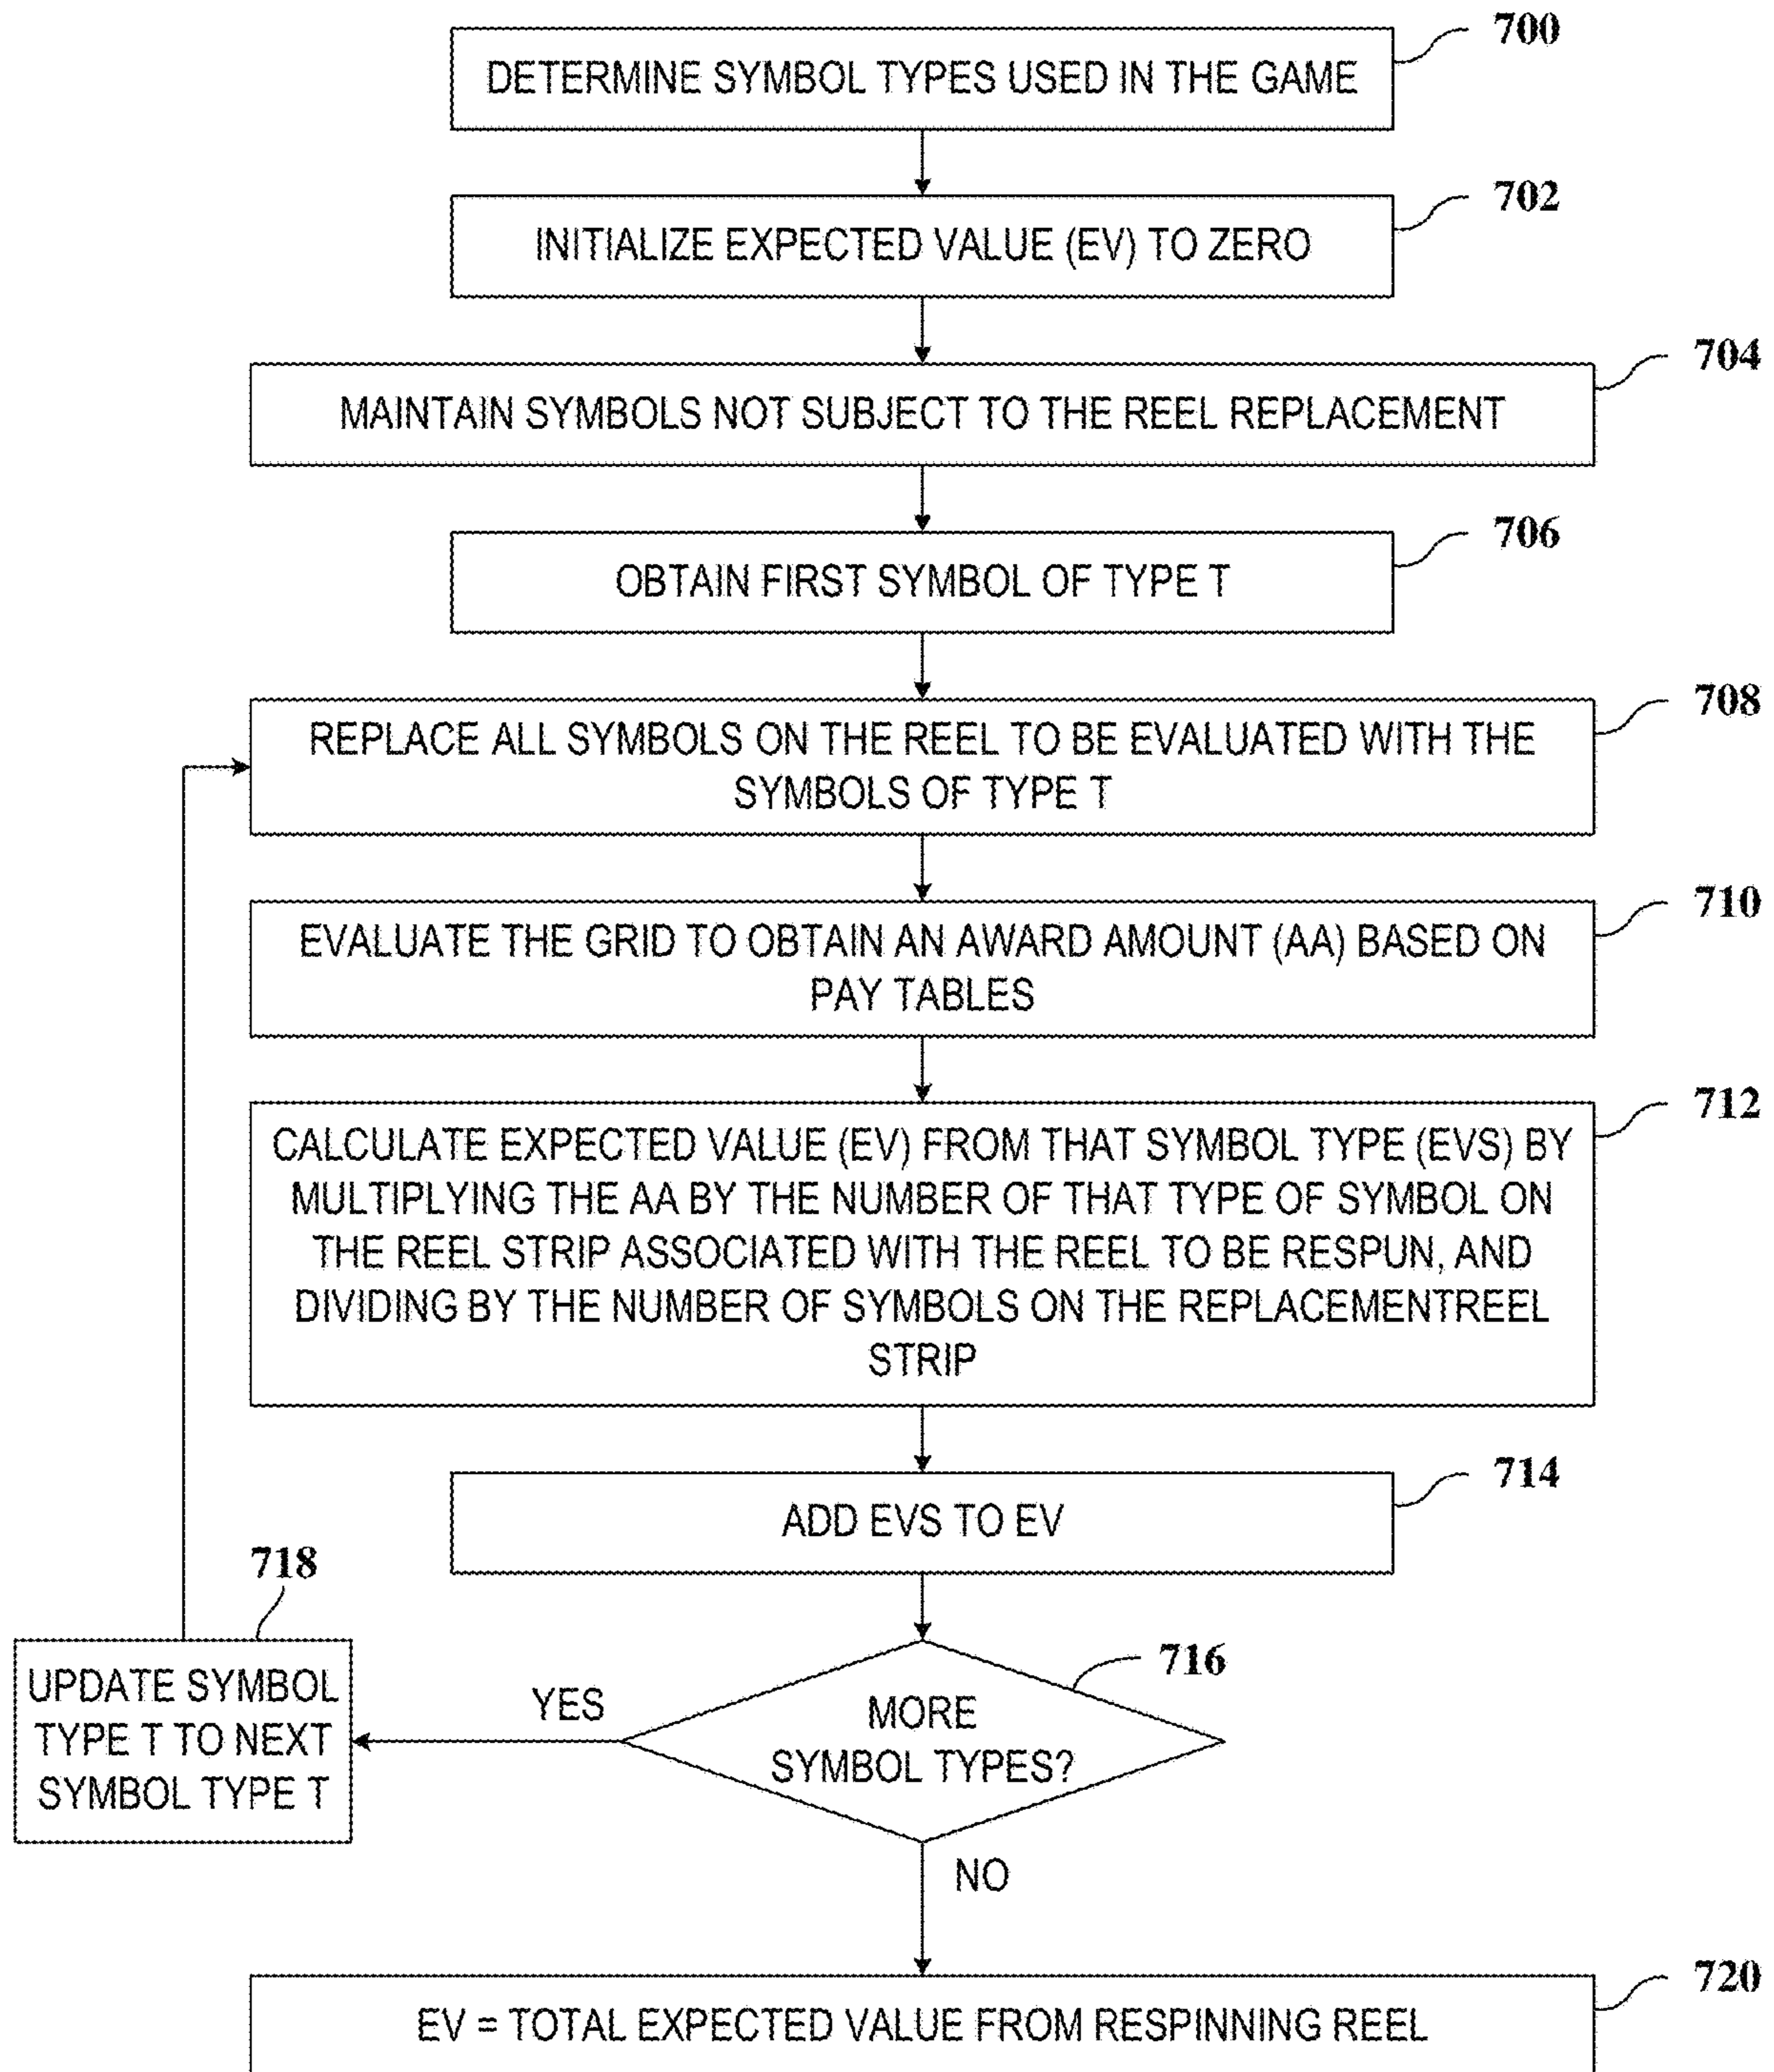 700
DETERMINE SYMBOL TYPES USED IN THE GAME
702
INITIALIZE EXPECTED VALUE (EV) TO ZERO
704
MAINTAIN SYMBOLS NOT SUBJECT TO THE REEL REPLACEMENT
706
OBTAIN FIRST SYMBOL OF TYPE T
708
REPLACE ALL SYMBOLS ON THE REEL TO BE EVALUATED WITH THE
SYMBOLS OF TYPE T
710
EVALUATE THE GRID TO OBTAIN AN AWARD AMOUNT (AA) BASED ON
PAY TABLES
712
CALCULATE EXPECTED VALUE (EV) FROM THAT SYMBOL TYPE (EVS) BY
MULTIPLYING THE AA BY THE NUMBER OF THAT TYPE OF SYMBOL ON
THE REEL STRIP ASSOCIATED WITH THE REEL TO BE RESPUN, AND
DIVIDING BY THE NUMBER OF SYMBOLS ON THE REPLACEMENTREEL
STRIP
714
ADD EVS TO EV
716
MORE
SYMBOL TYPES?
YES
718
UPDATE SYMBOL
TYPE T TO NEXT
SYMBOL TYPE T
NO
720
EV = TOTAL EXPECTED VALUE FROM RESPINNING REEL